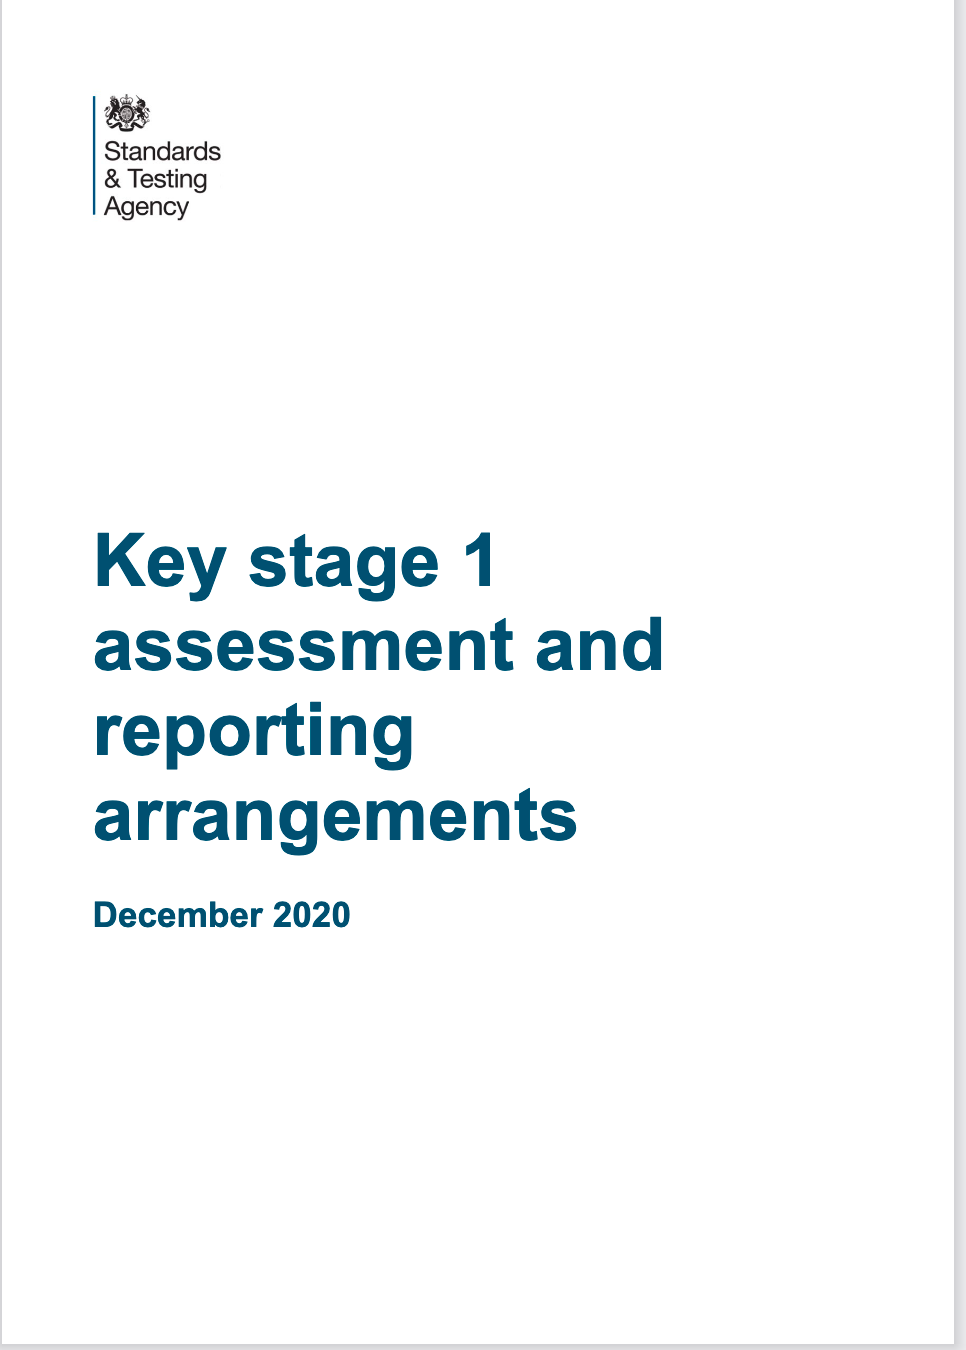 Standards
& Testing
Agency
Key stage 1
assessment and
reporting
arrangements
December 2020